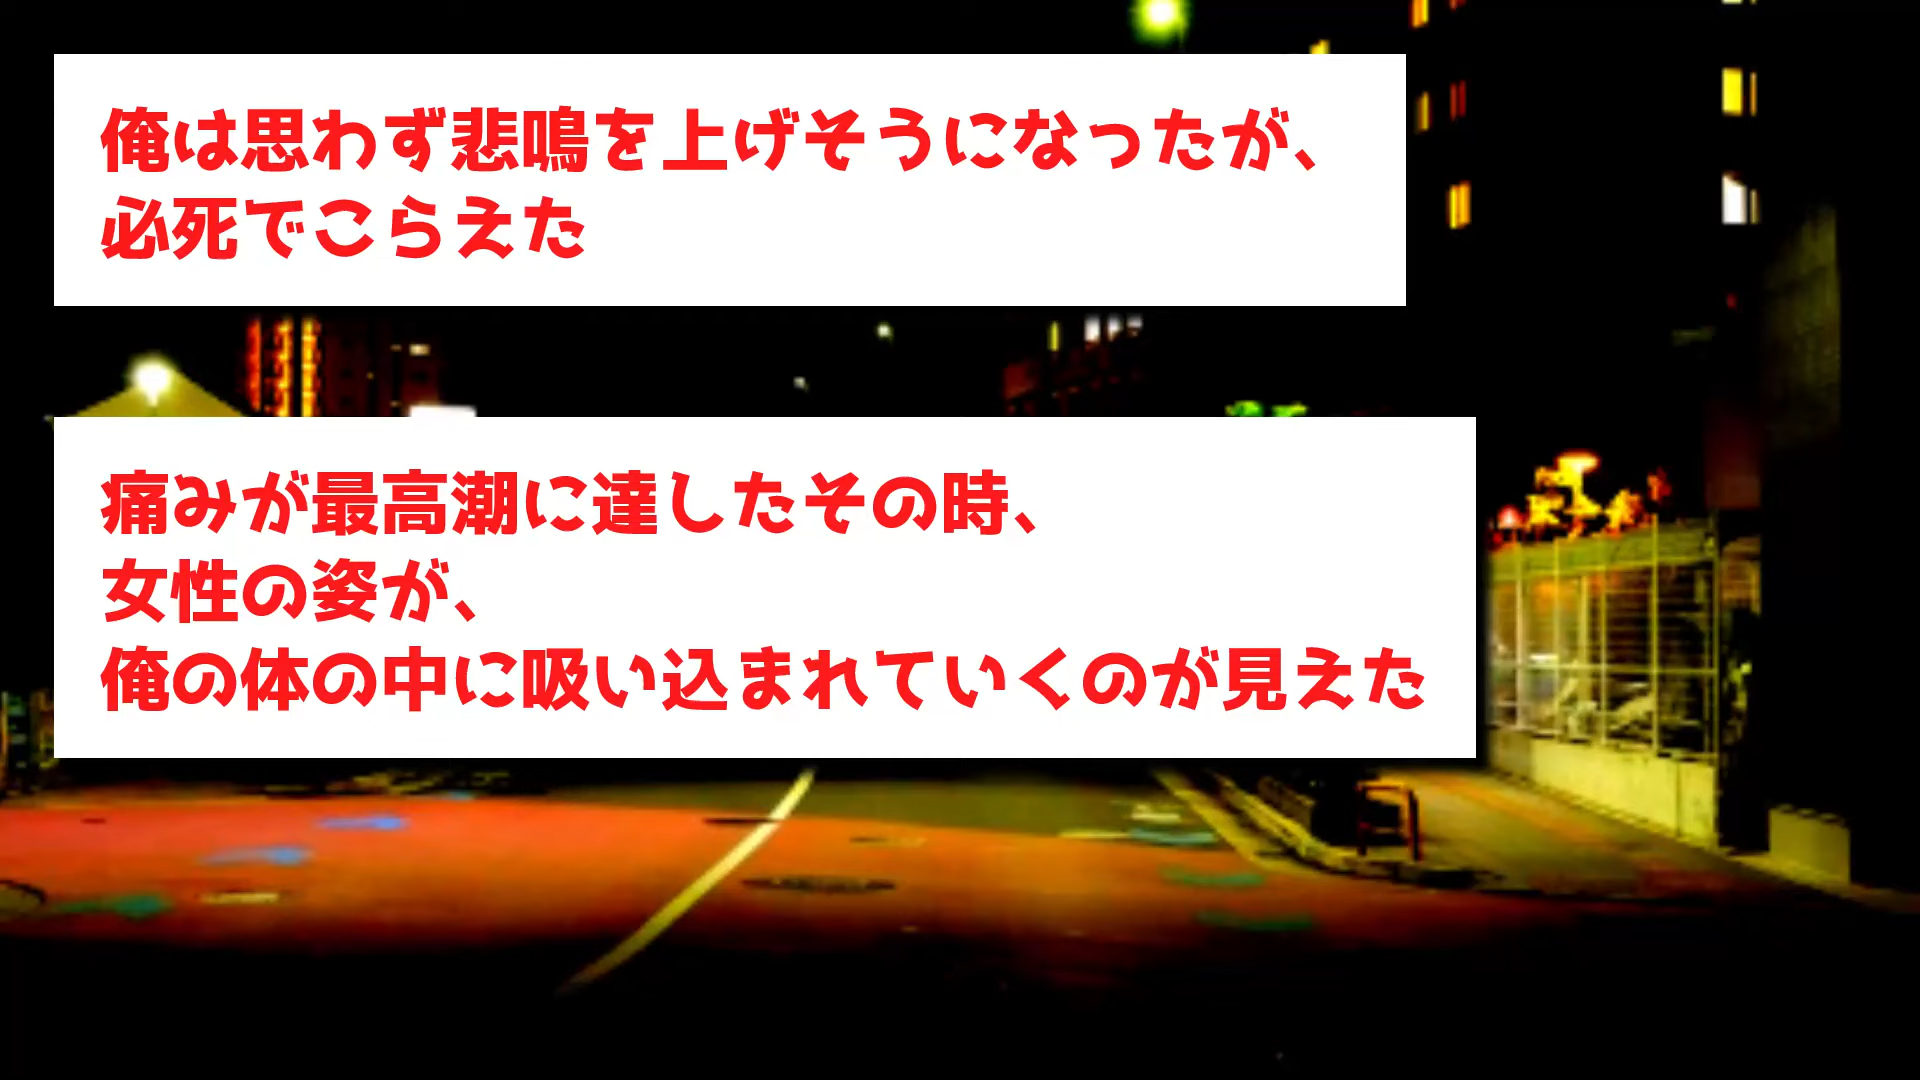 俺は思わず悲鳴を上げそうになったが、
必死でこらえた
痛みが最高潮に達したその時、
女性の姿が、
俺の体の中に吸い込まれていくのが見えた